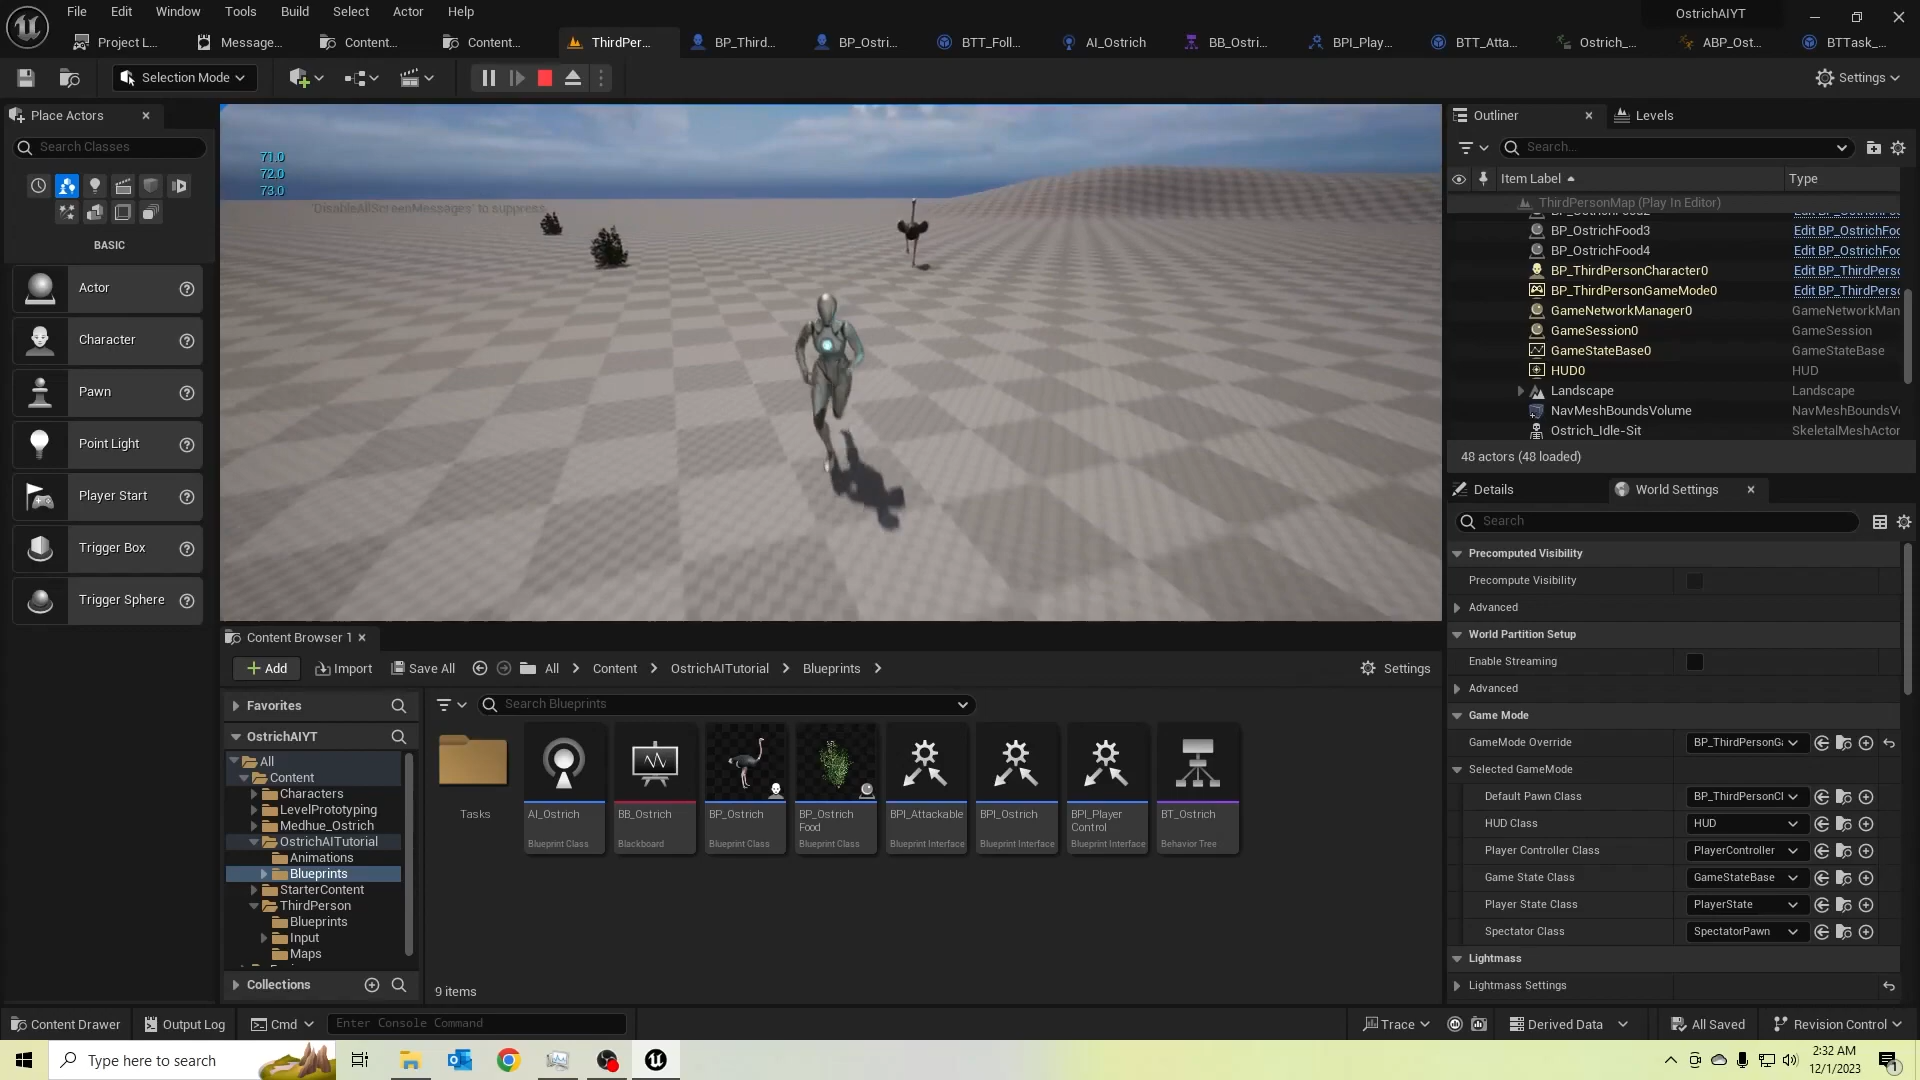 File Edit Window Tools Build Select Actor Help
OstrichAIYT
Project L...
Message...
Content...
Content...
ThirdPer...
BP_Third...
BP_Ostri...
BTT_Foll...
AI_Ostrich
BB_Ostri...
BPI_Play...
BTT_Atta...
Ostrich_...
ABP_Ost...
BTTask_...
Selection Mode
Settings
Place Actors
Search Classes
BASIC
Actor
Character
Pawn
Point Light
Player Start
Trigger Box
Trigger Sphere
71.0
72.0
73.0
'DisableAllScreenMessages' to suppress
Outliner
Levels
Search...
Item Label
Type
ThirdPersonMap (Play In Editor)
BP_OstrichFood3 Edit BP_OstrichFoo
BP_OstrichFood4 Edit BP_OstrichFoo
BP_ThirdPersonCharacter0 Edit BP_ThirdPerso
BP_ThirdPersonGameMode0 Edit BP_ThirdPerso
GameNetworkManager0 GameNetworkMan
GameSession0 GameSession
GameStateBase0 GameStateBase
HUD0 HUD
Landscape Landscape
NavMeshBoundsVolume NavMeshBoundsVo
Ostrich_Idle-Sit SkeletalMeshActor
48 actors (48 loaded)
Details
World Settings
Search
Precomputed Visibility
Precompute Visibility
Advanced
World Partition Setup
Enable Streaming
Advanced
Game Mode
GameMode Override BP_ThirdPersonGa
Selected GameMode
Default Pawn Class BP_ThirdPersonCl
HUD Class HUD
Player Controller Class PlayerController
Game State Class GameStateBase
Player State Class PlayerState
Spectator Class SpectatorPawn
Lightmass
Lightmass Settings
Content Browser 1
Add
Import
Save All
All > Content > OstrichAITutorial > Blueprints >
Settings
Favorites
OstrichAIYT
All
Content
Characters
LevelPrototyping
Medhue_Ostrich
OstrichAITutorial
Animations
Blueprints
StarterContent
ThirdPerson
Blueprints
Input
Maps
Collections
Search Blueprints
Tasks
AI_Ostrich
Blueprint Class
BB_Ostrich
Blackboard
BP_Ostrich
Blueprint Class
BP_Ostrich
Food
Blueprint Class
BPI_Attackable
Blueprint Interface
BPI_Ostrich
Blueprint Interface
BPI_Player
Control
Blueprint Interface
BT_Ostrich
Behavior Tree
9 items
Content Drawer
Output Log
Cmd
Enter Console Command
Trace
Derived Data
All Saved
Revision Control
Type here to search
2:32 AM
12/1/2023
1